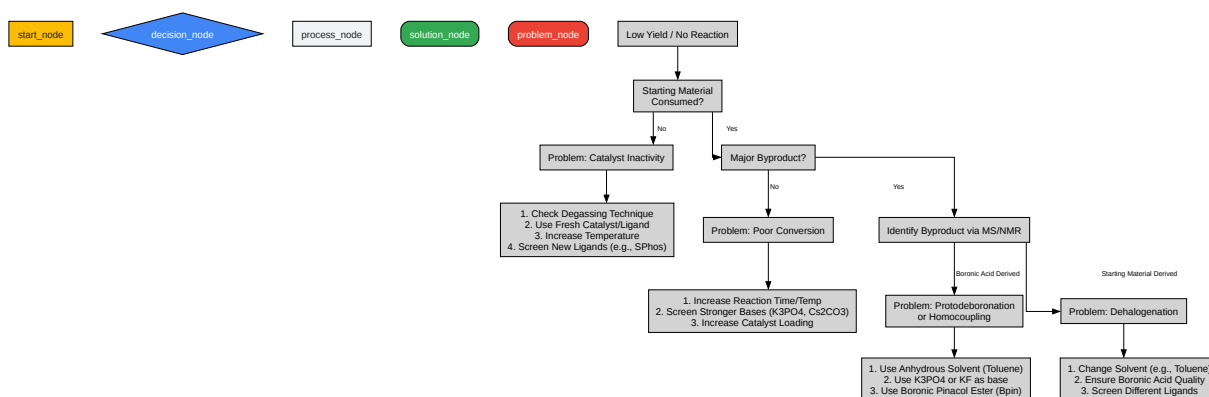 start_node
decision_node
process_node
solution_node
problem_node
Low Yield / No Reaction
Starting Material
Consumed?
No
Yes
Problem: Catalyst Inactivity
Major Byproduct?
1. Check Degassing Technique
2. Use Fresh Catalyst/Ligand
3. Increase Temperature
4. Screen New Ligands (e.g., SPhos)
No
Yes
Problem: Poor Conversion
Identify Byproduct via MS/NMR
Boronic Acid Derived
Starting Material Derived
1. Increase Reaction Time/Temp
2. Screen Stronger Bases (K3PO4, Cs2CO3)
3. Increase Catalyst Loading
Problem: Protodeboronation
or Homocoupling
Problem: Dehalogenation
1. Use Anhydrous Solvent (Toluene)
2. Use K3PO4 or KF as base
3. Use Boronic Pinacol Ester (Bpin)
1. Change Solvent (e.g., Toluene)
2. Ensure Boronic Acid Quality
3. Screen Different Ligands